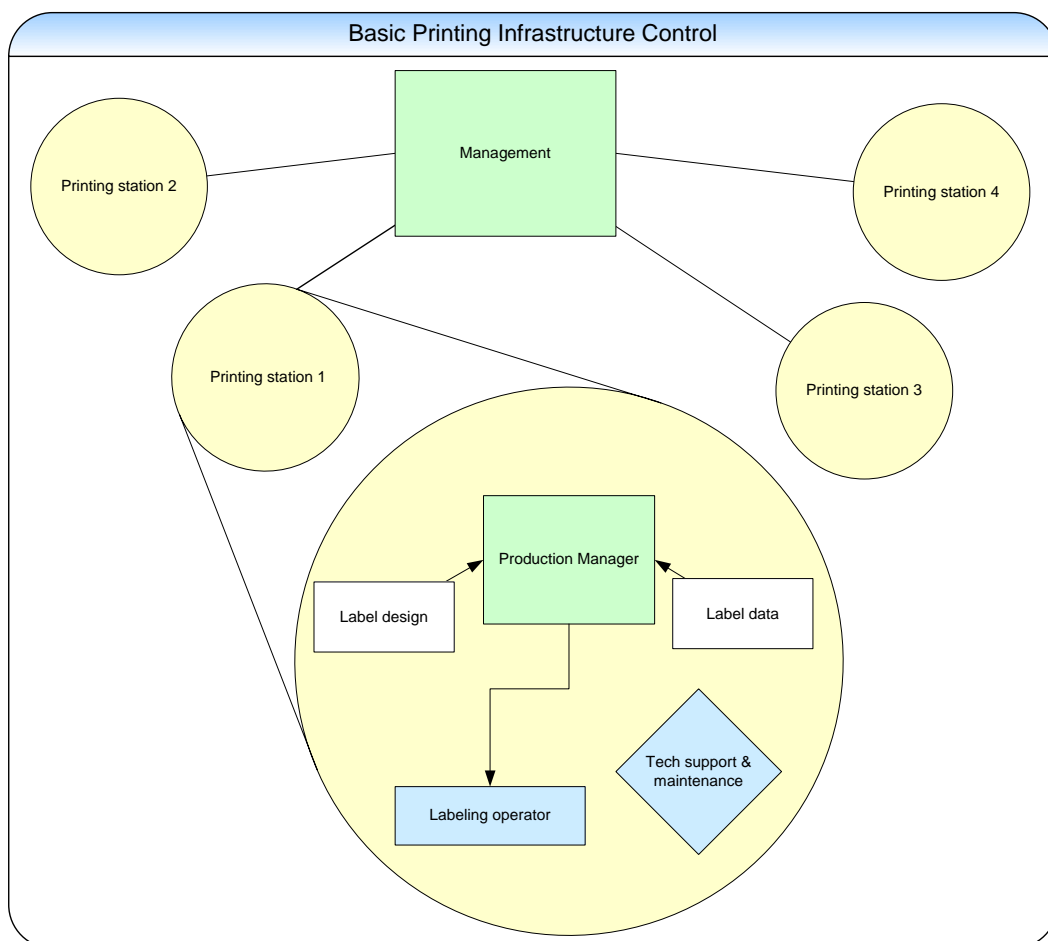 Basic Printing Infrastructure Control
Management
Printing station 2
Printing station 4
Printing station 1
Printing station 3
Production Manager
Label design
Label data
Tech support &
maintenance
Labeling operator